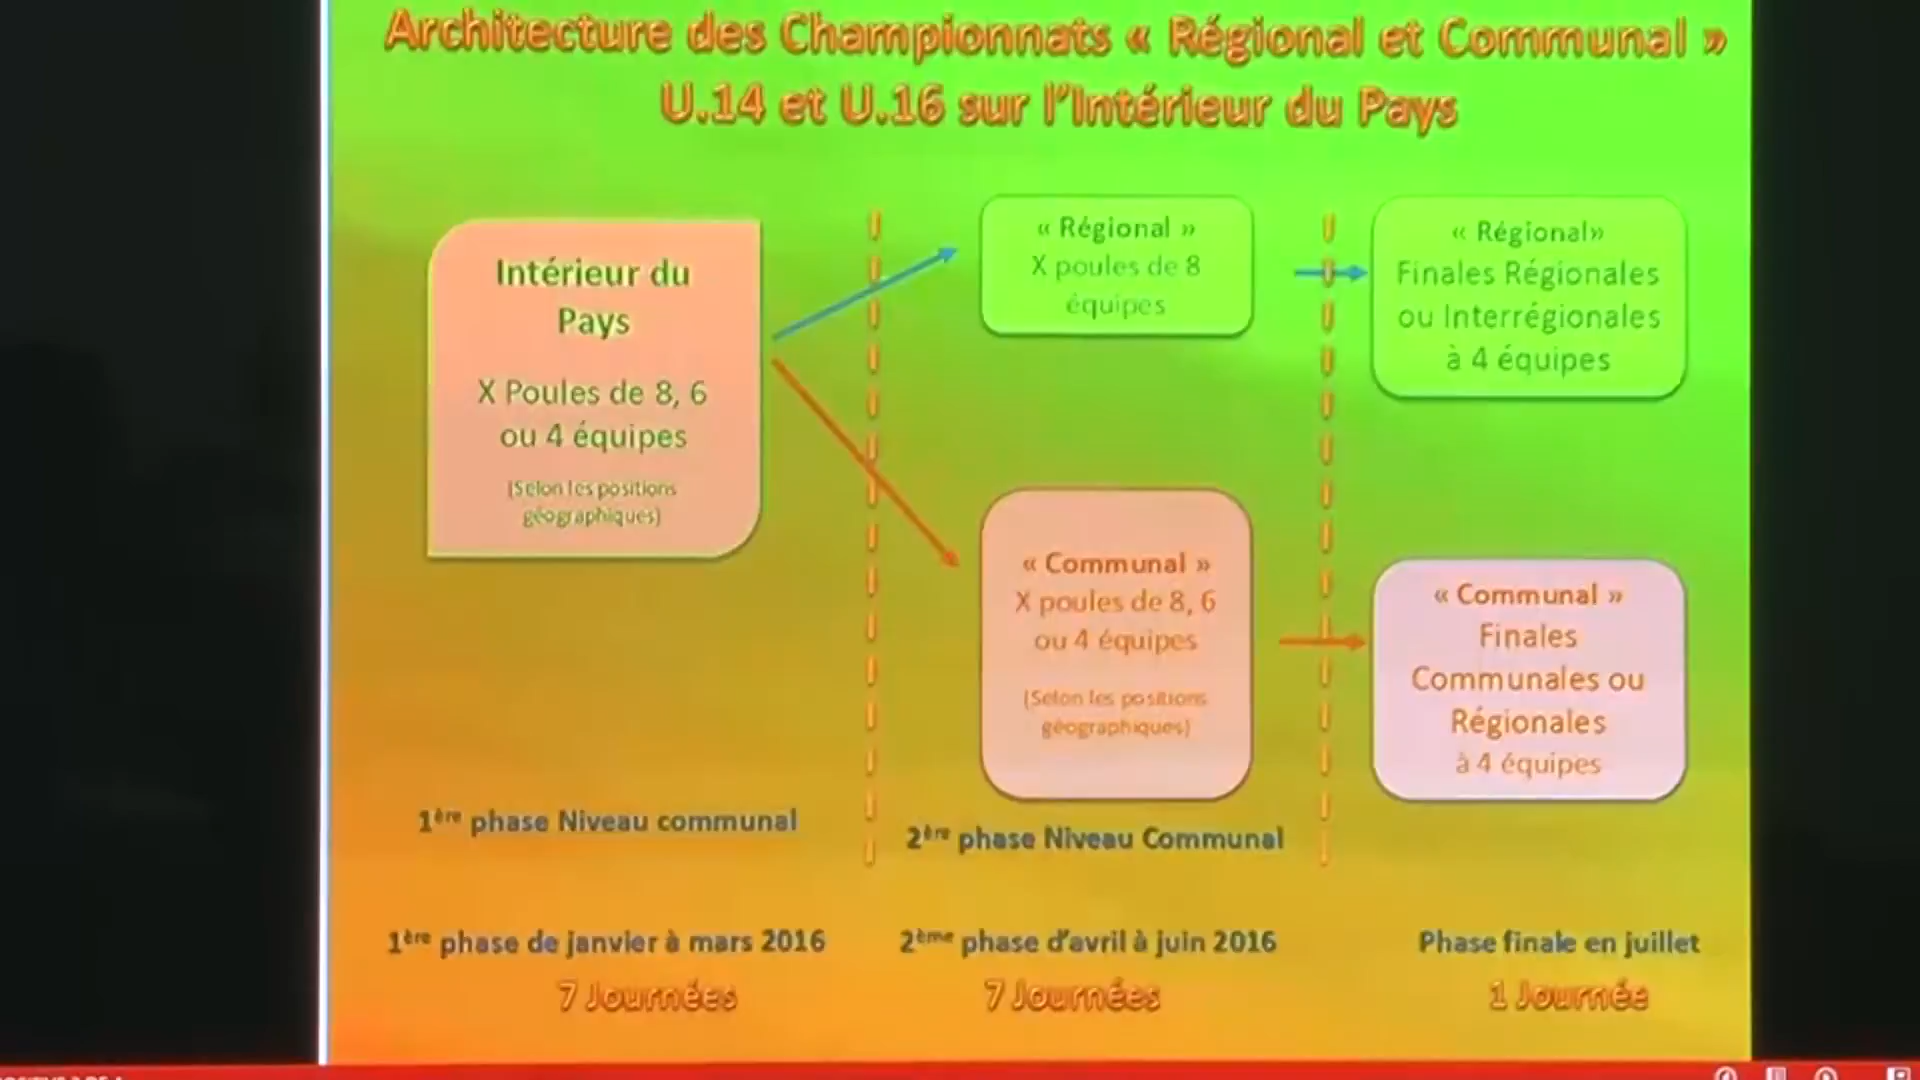 Architecture des Championnats « Régional et Communal »
U.14 et U.16 sur l'Intérieur du Pays
Intérieur du
Pays
X Poules de 8, 6
ou 4 équipes
(Selon les positions
géographiques)
« Régional »
X poules de 8
équipes
« Régional»
Finales Régionales
ou Interrégionales
à 4 équipes
« Communal »
X poules de 8, 6
ou 4 équipes
(Selon les positions
géographiques)
« Communal »
Finales
Communales ou
Régionales
à 4 équipes
1ère phase Niveau communal
2ère phase Niveau Communal
1ère phase de janvier à mars 2016
7 Journées
2ème phase d'avril à juin 2016
7 Journées
Phase finale en juillet
1 Journée